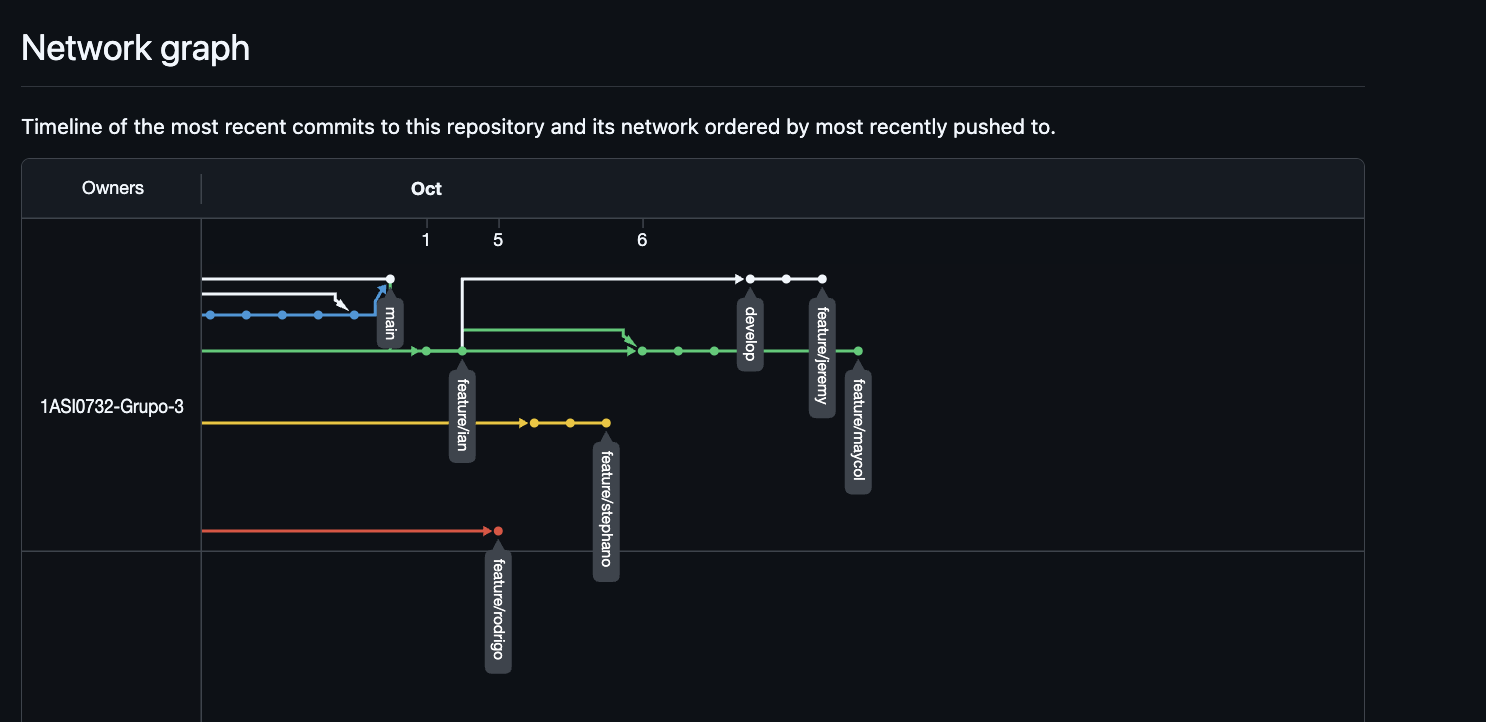 Network graph
Timeline of the most recent commits to this repository and its network ordered by most recently pushed to.
Owners
Oct
1
5
6
1ASI0732-Grupo-3
main
feature/ian
feature/rodrigo
feature/stephano
develop
feature/jeremy
feature/maycol